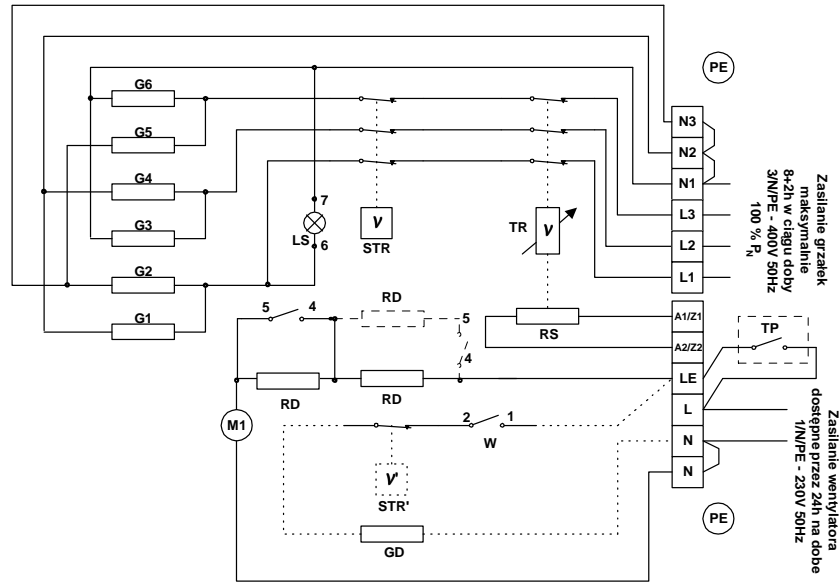 G6
G5
G4
G3
G2
G1
7
LS
6
ν
STR
TR
ν
PE
N3
N2
N1
L3
L2
L1
Zasilanie grzałek
maksymalnie
8+2h w ciągu doby
3/N/PE - 400V 50Hz
100 % PN
5
4
RD
5
4
RS
A1/Z1
A2/Z2
LE
L
N
N
TP
RD
RD
M1
2
1
W
ν'
STR'
GD
PE
Zasilanie wentylatora
dostępne przez 24h na dobe
1/N/PE - 230V 50Hz